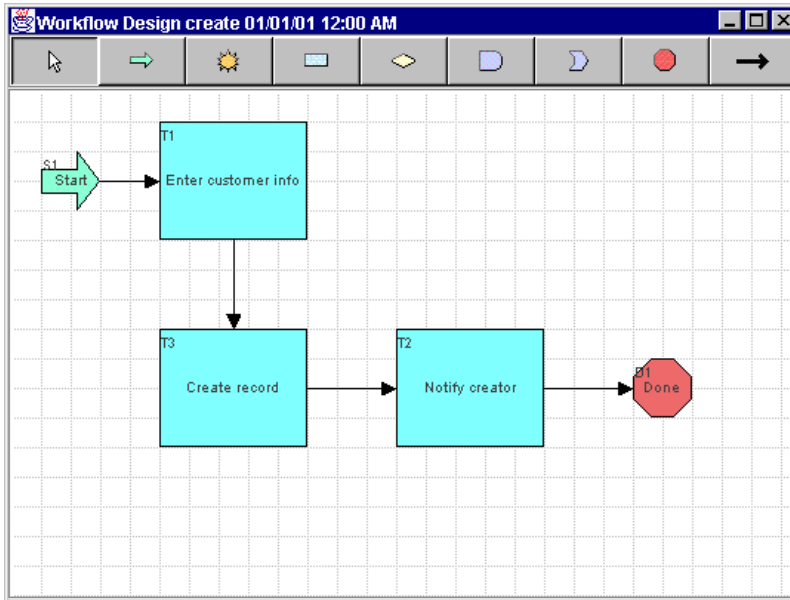 Workflow Design create 01/01/01 12:00 AM
T1
S1
Start
Enter customer info
T3
T2
Create record
Notify creator
D1
Done